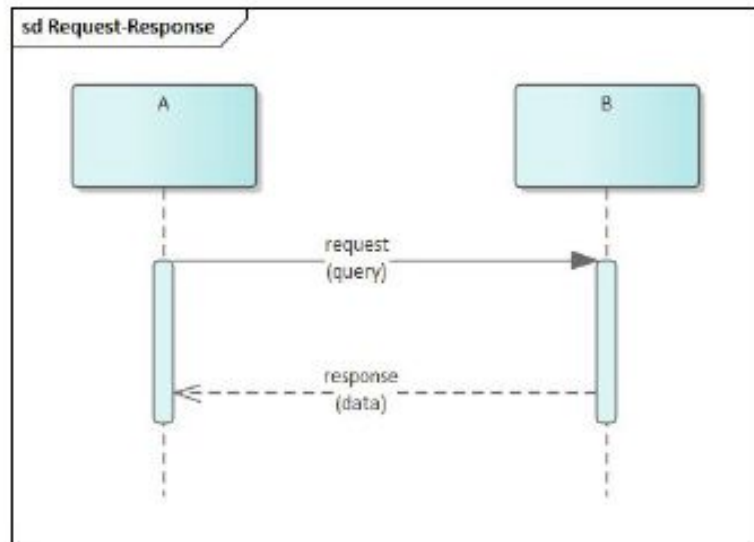 sd Request-Response
A
B
request
(query)
response
(data)